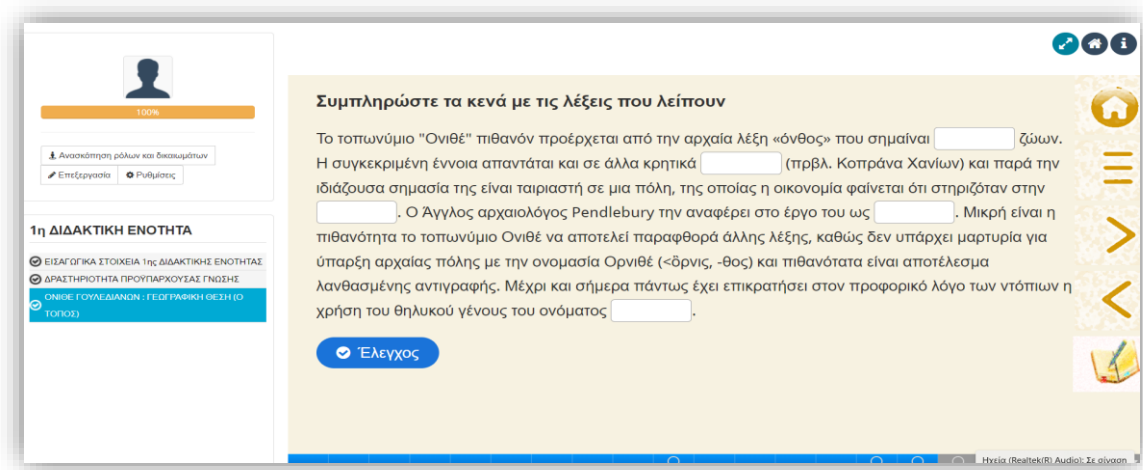 100%
Ανασκόπηση ρόλων και δικαιωμάτων
Επεξεργασία
Ρυθμίσεις
1η ΔΙΔΑΚΤΙΚΗ ΕΝΟΤΗΤΑ
ΕΙΣΑΓΩΓΙΚΑ ΣΤΟΙΧΕΙΑ 1ης ΔΙΔΑΚΤΙΚΗΣ ΕΝΟΤΗΤΑΣ
ΔΡΑΣΤΗΡΙΟΤΗΤΑ ΠΡΟΫΠΑΡΧΟΥΣΑΣ ΓΝΩΣΗΣ
ΟΝΙΘΕ ΓΟΥΛΕΔΙΑΝΩΝ : ΓΕΩΓΡΑΦΙΚΗ ΘΕΣΗ (Ο
ΤΟΠΟΣ)
Συμπληρώστε τα κενά με τις λέξεις που λείπουν
Το τοπωνύμιο "Ονιθέ" πιθανόν προέρχεται από την αρχαία λέξη «όνθος» που σημαίναι ζώων.
Η συγκεκριμένη έννοια απαντάται και σε άλλα κρητικά (πρβλ. Κοπράνα Χανίων) και παρά την
ιδιάζουσα σημασία της είναι ταιριαστή σε μια πόλη, της οποίας η οικονομία φαίνεται ότι στηριζόταν στην
. Ο Άγγλος αρχαιολόγος Pendlebury την αναφέρει στο έργο του ως . Μικρή είναι η
πιθανότητα το τοπωνύμιο Ονιθέ να αποτελεί παραφθορά άλλης λέξης, καθώς δεν υπάρχει μαρτυρία για
ύπαρξη αρχαίας πόλης με την ονομασία Ορνιθέ (<ὄρνις, -θος) και πιθανότατα είναι αποτέλεσμα
λανθασμένης αντιγραφής. Μέχρι και σήμερα πάντως έχει επικρατήσει στον προφορικό λόγο των ντόπιων η
χρήση του θηλυκού γένους του ονόματος .
Έλεγχος
Ηχεία (Realtek(R) Audio): Σε σίγαση